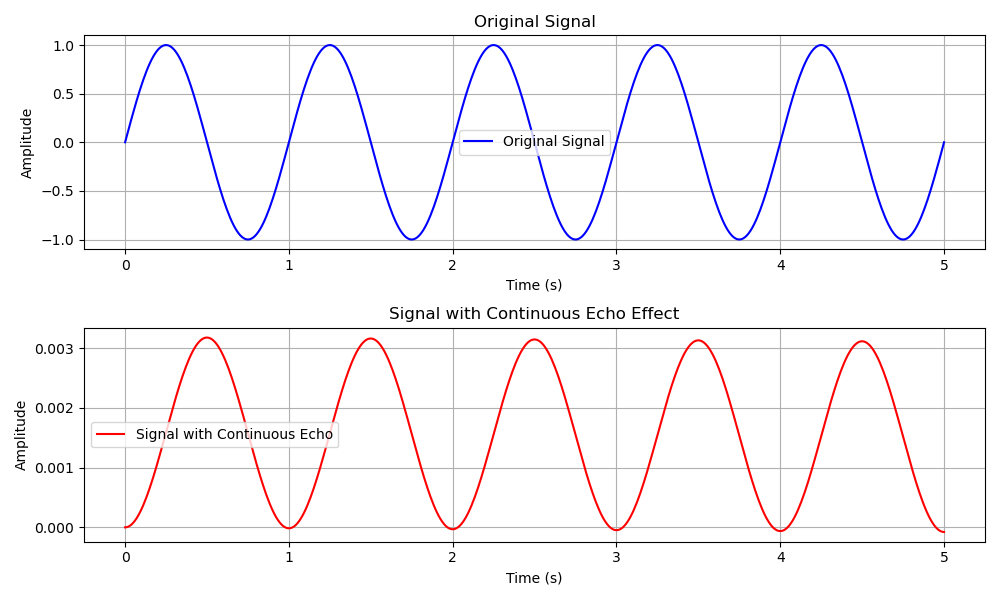 Original Signal
1.0
0.5
0.0
−0.5
−1.0
Amplitude
Original Signal
0 1 2 3 4 5
Time (s)
Signal with Continuous Echo Effect
0.003
0.002
0.001
0.000
Amplitude
Signal with Continuous Echo
0 1 2 3 4 5
Time (s)